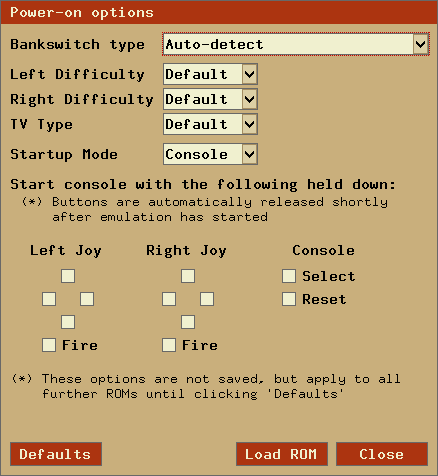 Power-on options
Bankswitch type Auto-detect
Left Difficulty Default
Right Difficulty Default
TV Type Default
Startup Mode Console
Start console with the following held down:
(*) Buttons are automatically released shortly
after emulation has started
Left Joy Right Joy Console
Select
Reset
Fire Fire
(*) These options are not saved, but apply to all
further ROMs until clicking 'Defaults'
Defaults Load ROM Close